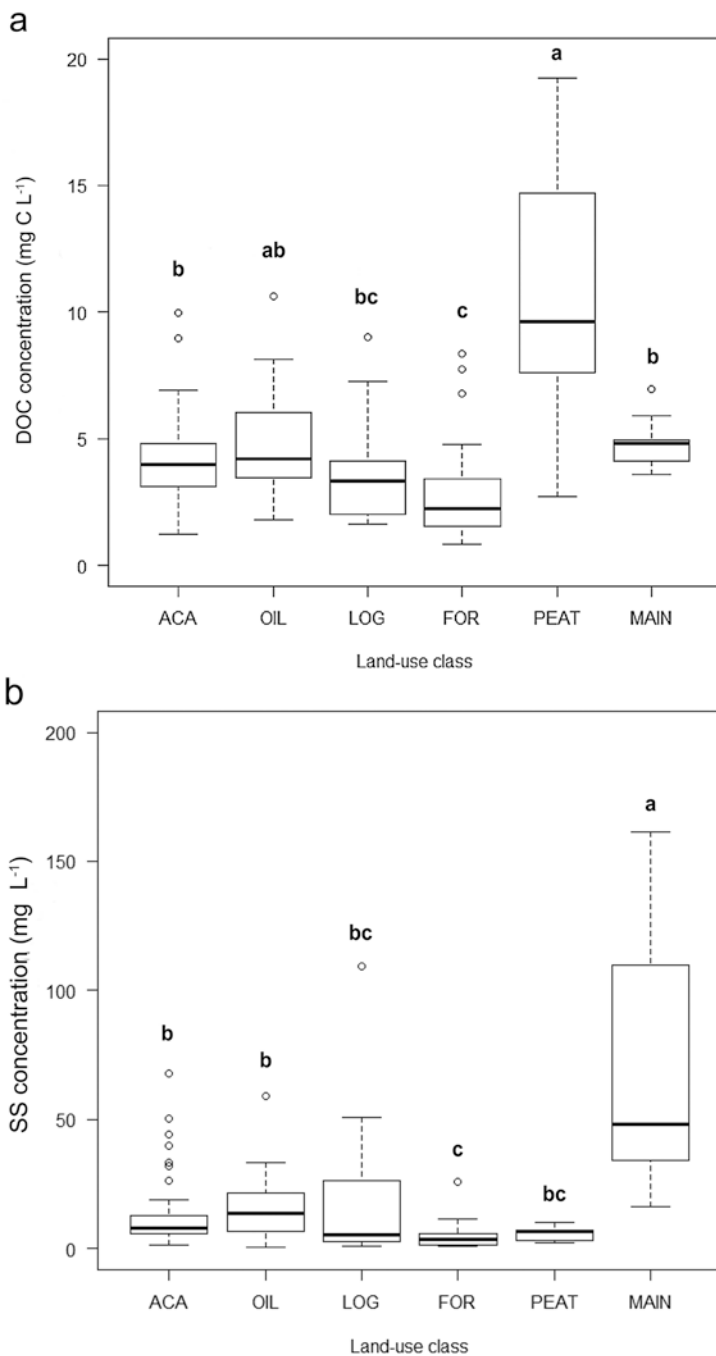 a
DOC concentration (mg C L⁻¹)
20
15
10
5
0
b
ab
bc
c
a
b
ACA OIL LOG FOR PEAT MAIN
Land-use class
b
SS concentration (mg L⁻¹)
200
150
100
50
0
b
b
bc
c
bc
a
ACA OIL LOG FOR PEAT MAIN
Land-use class